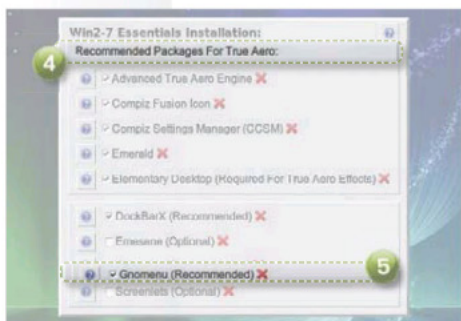 Win2-7 Essentials Installation:
4
Recommended Packages For True Aero:
Advanced True Aero Engine
Compiz Fusion Icon
Compiz Settings Manager (CCSM)
Emerald
Elementary Desktop (Required For True Aero Effects)
DockBarX (Recommended)
Emesene (Optional)
Gnomenu (Recommended)
5
Screenlets (Optional)